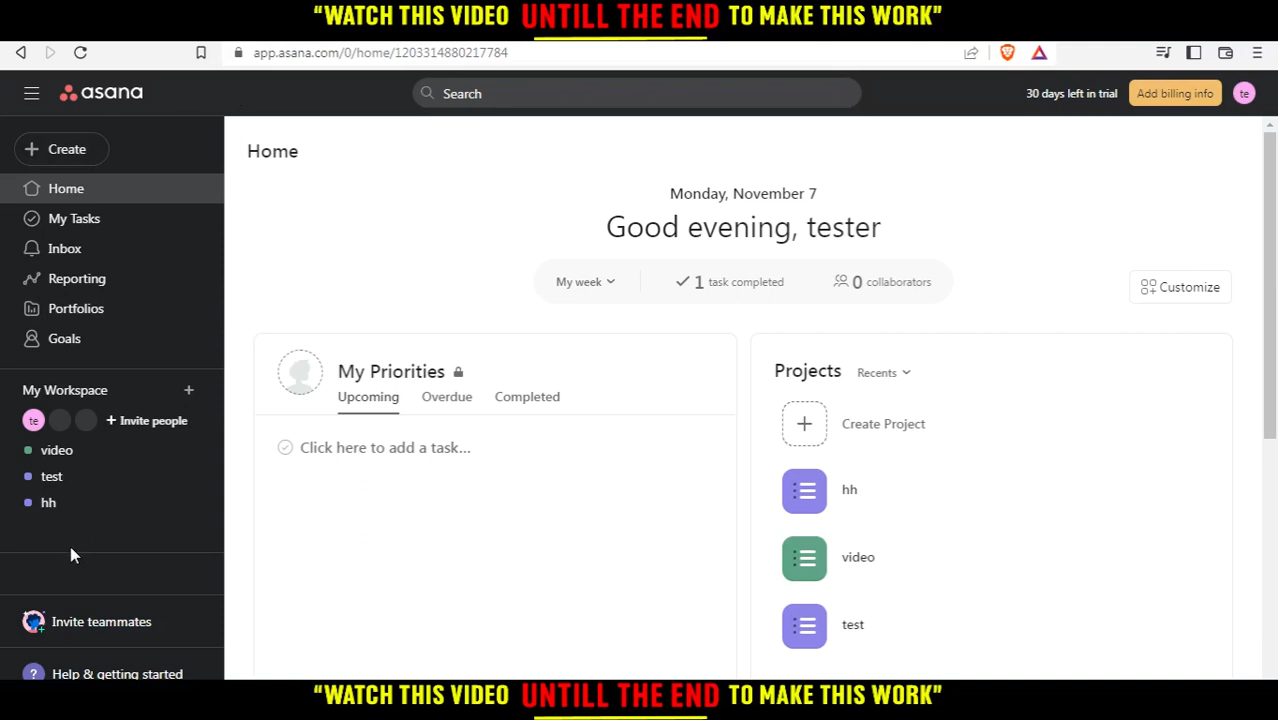 “WATCH THIS VIDEO UNTILL THE END TO MAKE THIS WORK”
app.asana.com/0/home/1203314880217784
asana
Search
30 days left in trial
Add billing info
te
Create
Home
My Tasks
Inbox
Reporting
Portfolios
Goals
My Workspace
te
+ Invite people
video
test
hh
Invite teammates
? Help & getting started
Home
Monday, November 7
Good evening, tester
My week
1 task completed
0 collaborators
Customize
My Priorities
Upcoming
Overdue
Completed
Click here to add a task...
Projects
Recents
Create Project
hh
video
test
“WATCH THIS VIDEO UNTILL THE END TO MAKE THIS WORK”